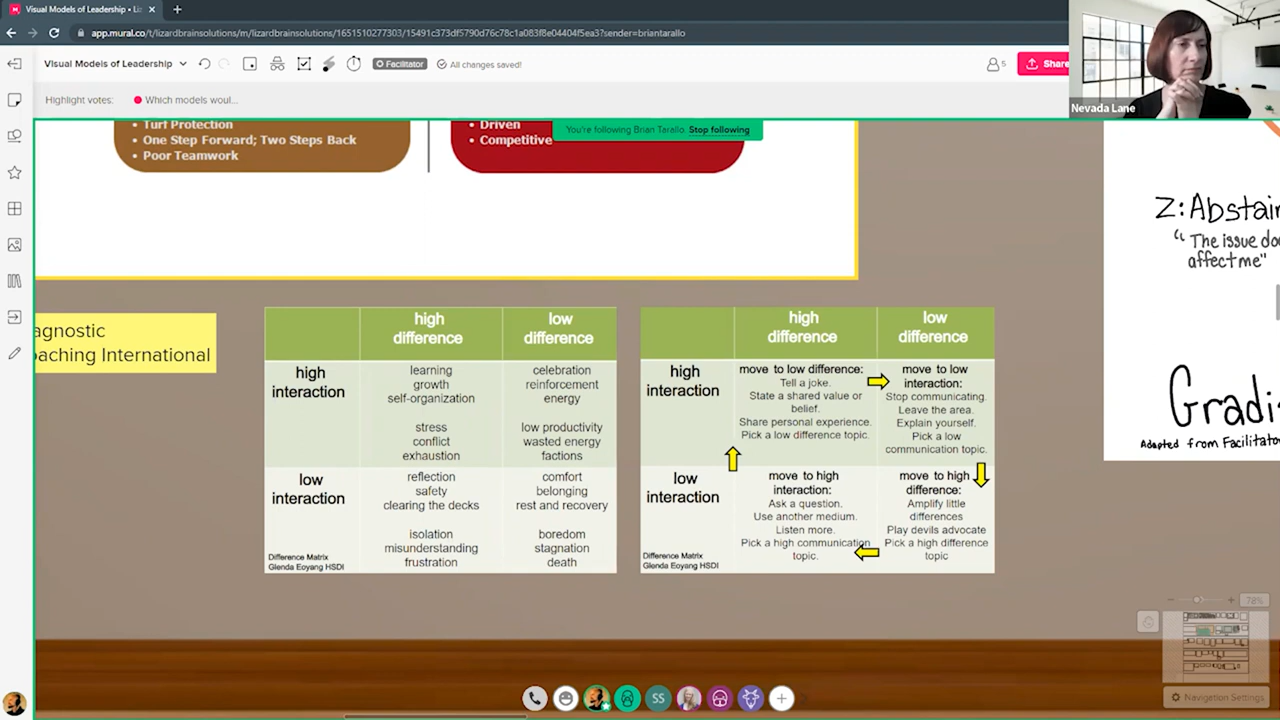 Visual Models of Leadership • Li
app.mural.co/t/lizardbrainsolutions/m/lizardbrainsolutions/1651510277303/15491c373df5790d76c78c1a083f8e04404f5ea3?sender=briantarallo
Visual Models of Leadership
Facilitator
All changes saved!
5
Share
Nevada Lane
Highlight votes:
Which models woul...
You're following Brian Tarallo. Stop following
• Turf Protection
• One Step Forward; Two Steps Back
• Poor Teamwork
• Driven
• Competitive
2:Abstain
"The issue do
affect me"
Gradi
Adapted from Facilitator
agnostic
oaching International
high
difference
low
difference
high
interaction
learning
growth
self-organization
stress
conflict
exhaustion
celebration
reinforcement
energy
low productivity
wasted energy
factions
low
interaction
reflection
safety
clearing the decks
isolation
misunderstanding
frustration
comfort
belonging
rest and recovery
boredom
stagnation
death
Difference Matrix
Glenda Eoyang HSDI
high
difference
low
difference
high
interaction
move to low difference:
Tell a joke.
State a shared value or
belief.
Share personal experience.
Pick a low difference topic.
move to low
interaction:
Stop communicating.
Leave the area.
Explain yourself.
Pick a low
communication topic.
low
interaction
move to high
interaction:
Ask a question.
Use another medium.
Listen more.
Pick a high communication
topic.
move to high
difference:
Amplify little
differences
Play devils advocate
Pick a high difference
topic
Difference Matrix
Glenda Eoyang HSDI
78%
SS
Navigation Settings